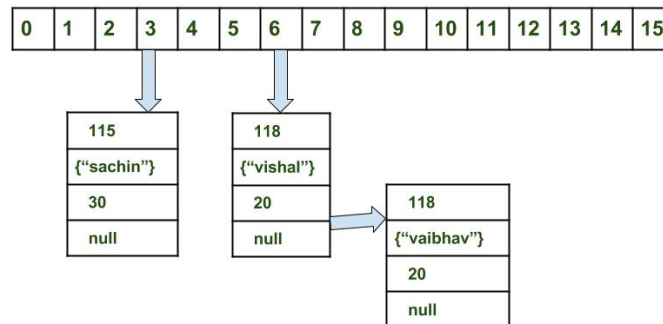 0 1 2 3 4 5 6 7 8 9 10 11 12 13 14 15
115
{“sachin”}
30
null
118
{“vishal”}
20
null
118
{“vaibhav”}
20
null